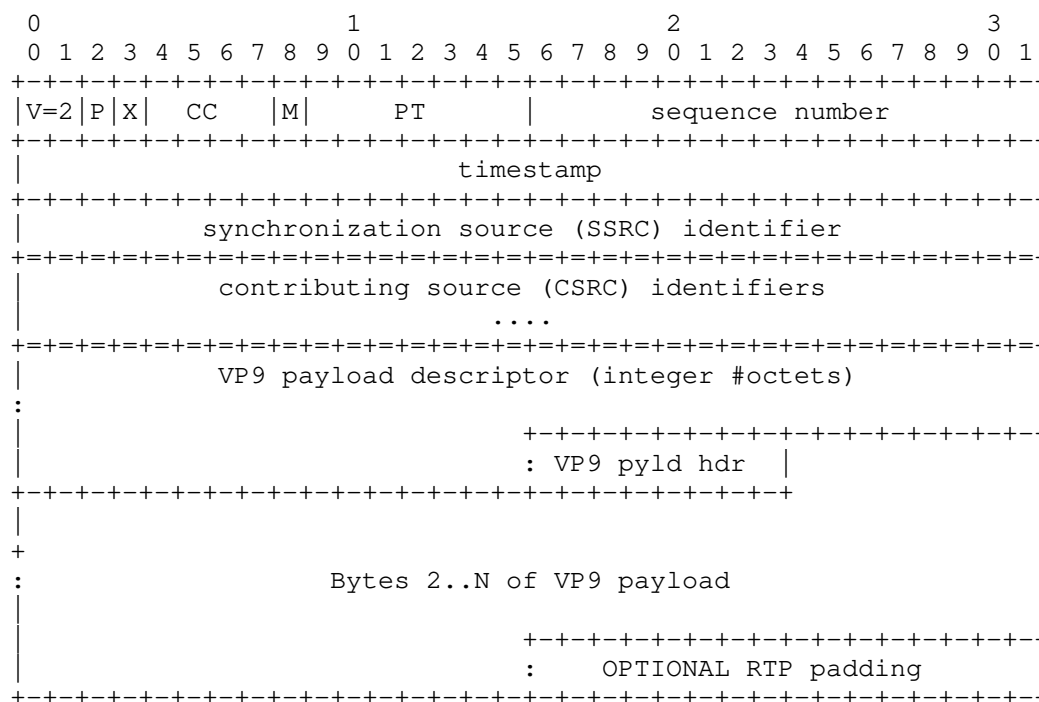 0                   1                   2                   3
 0 1 2 3 4 5 6 7 8 9 0 1 2 3 4 5 6 7 8 9 0 1 2 3 4 5 6 7 8 9 0 1
+-+-+-+-+-+-+-+-+-+-+-+-+-+-+-+-+-+-+-+-+-+-+-+-+-+-+-+-+-+-+-+-+
|V=2|P|X|  CC   |M|     PT      |       sequence number
+-+-+-+-+-+-+-+-+-+-+-+-+-+-+-+-+-+-+-+-+-+-+-+-+-+-+-+-+-+-+-+-+
|                           timestamp
+-+-+-+-+-+-+-+-+-+-+-+-+-+-+-+-+-+-+-+-+-+-+-+-+-+-+-+-+-+-+-+-+
|           synchronization source (SSRC) identifier
+=+=+=+=+=+=+=+=+=+=+=+=+=+=+=+=+=+=+=+=+=+=+=+=+=+=+=+=+=+=+=+=+
|            contributing source (CSRC) identifiers
|                             ....
+=+=+=+=+=+=+=+=+=+=+=+=+=+=+=+=+=+=+=+=+=+=+=+=+=+=+=+=+=+=+=+=+
|            VP9 payload descriptor (integer #octets)
:
|                               +-+-+-+-+-+-+-+-+-+-+-+-+-+-+-+-+
|                               : VP9 pyld hdr  |
+-+-+-+-+-+-+-+-+-+-+-+-+-+-+-+-+-+-+-+-+-+-+-+-+
|
+
:                   Bytes 2..N of VP9 payload
|
|                               +-+-+-+-+-+-+-+-+-+-+-+-+-+-+-+-+
|                               :    OPTIONAL RTP padding
+-+-+-+-+-+-+-+-+-+-+-+-+-+-+-+-+-+-+-+-+-+-+-+-+-+-+-+-+-+-+-+-+